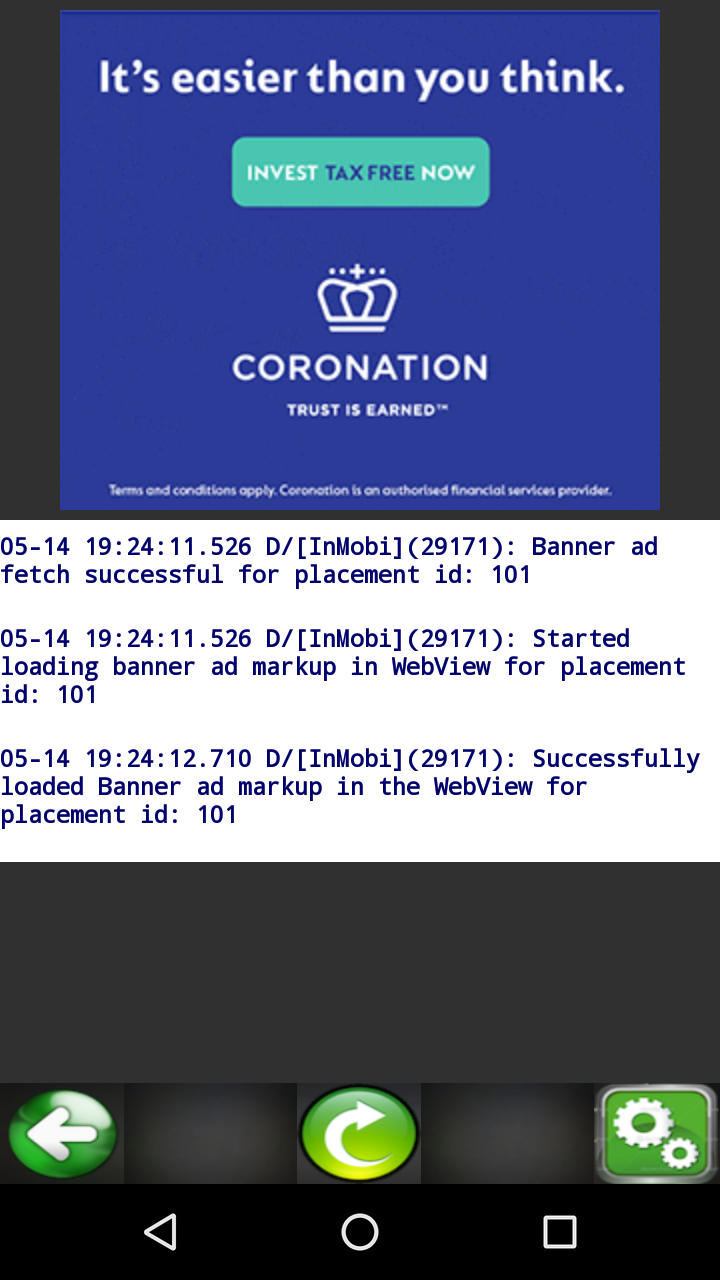 It's easier than you think.
INVEST TAX FREE NOW
CORONATION
TRUST IS EARNED™
Terms and conditions apply. Coronation is an authorised financial services provider.
05-14 19:24:11.526 D/[InMobi](29171): Banner ad
fetch successful for placement id: 101
05-14 19:24:11.526 D/[InMobi](29171): Started
loading banner ad markup in WebView for placement
id: 101
05-14 19:24:12.710 D/[InMobi](29171): Successfully
loaded Banner ad markup in the WebView for
placement id: 101